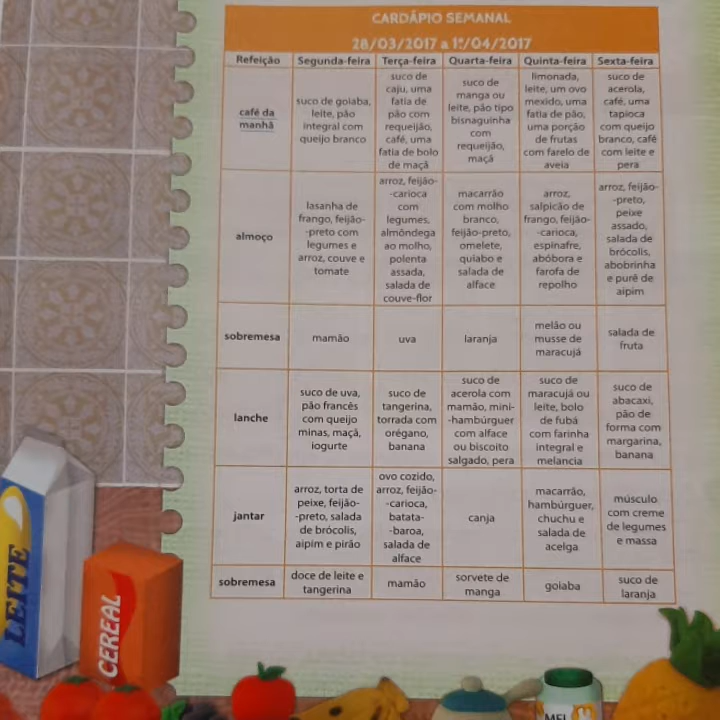 CARDÁPIO SEMANAL
28/03/2017 a 1º/04/2017
Refeição
Segunda-feira
Terça-feira
Quarta-feira
Quinta-feira
Sexta-feira
café da
manhã
suco de goiaba,
leite, pão
integral com
queijo branco
suco de
caju, uma
fatia de
pão com
requeijão,
café, uma
fatia de bolo
de maçã
suco de
manga ou
leite, pão tipo
bisnaguinha
com
requeijão,
maçã
limonada,
leite, um ovo
mexido, uma
fatia de pão,
uma porção
de frutas
com farelo de
aveia
suco de
acerola,
café, uma
tapioca
com queijo
branco, café
com leite e
pera
almoço
lasanha de
frango, feijão-
-preto com
legumes e
arroz, couve e
tomate
arroz, feijão-
-carioca
com
legumes,
almôndega
ao molho,
polenta
assada,
salada de
couve-flor
macarrão
com molho
branco,
feijão-preto,
omelete,
quiabo e
salada de
alface
arroz,
salpicão de
frango, feijão-
-carioca,
espinafre,
abóbora e
farofa de
repolho
arroz, feijão-
-preto,
peixe
assado,
salada de
brócolis,
abobrinha
e purê de
aipim
sobremesa
mamão
uva
laranja
melão ou
musse de
maracujá
salada de
fruta
lanche
suco de uva,
pão francês
com queijo
minas, maçã,
iogurte
suco de
tangerina,
torrada com
orégano,
banana
suco de
acerola com
mamão, mini-
-hambúrguer
com alface
ou biscoito
salgado, pera
suco de
maracujá ou
leite, bolo
de fubá
com farinha
integral e
melancia
suco de
abacaxi,
pão de
forma com
margarina,
banana
jantar
arroz, torta de
peixe, feijão-
-preto, salada
de brócolis,
aipim e pirão
ovo cozido,
arroz, feijão-
-carioca,
batata-
-baroa,
salada de
alface
canja
macarrão,
hambúrguer,
chuchu e
salada de
acelga
músculo
com creme
de legumes
e massa
sobremesa
doce de leite e
tangerina
mamão
sorvete de
manga
goiaba
suco de
laranja
LEITE
CEREAL
MEL